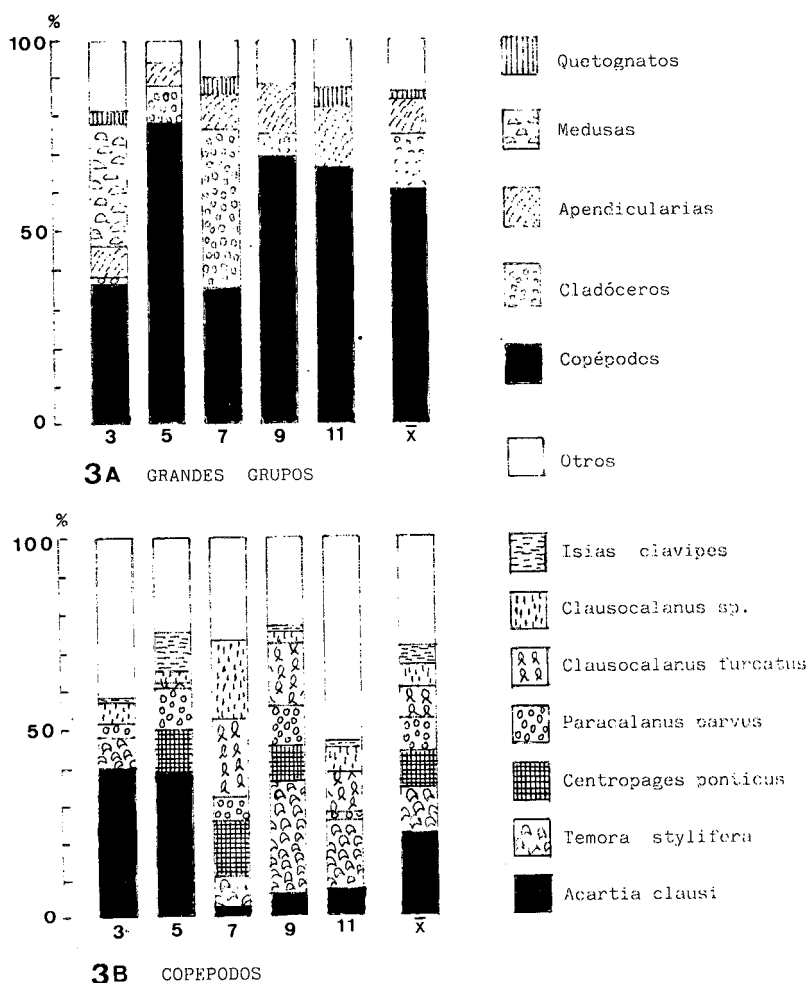 %
100
50
0
3 5 7 9 11 x̄
3A GRANDES GRUPOS
Quetognatos
Medusas
Apendicularias
Cladóceros
Copépodos
Otros
%
100
50
0
3 5 7 9 11 x̄
3B COPEPODOS
Isias clavipes
Clausocalanus sp.
Clausocalanus furcatus
Paracalanus parvus
Centropages ponticus
Temora stylifera
Acartia clausi